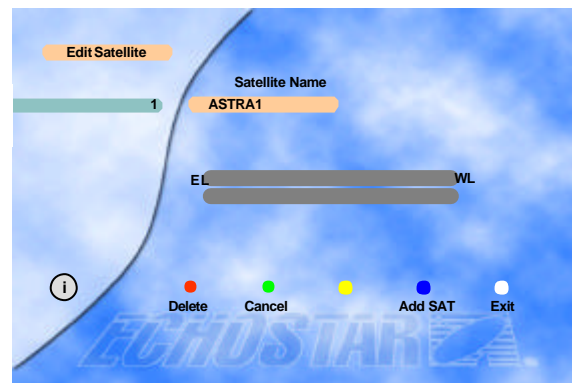 Edit Satellite
Satellite Name
1 ASTRA1
EL WL
i
Delete Cancel Add SAT Exit
ECHOSTAR